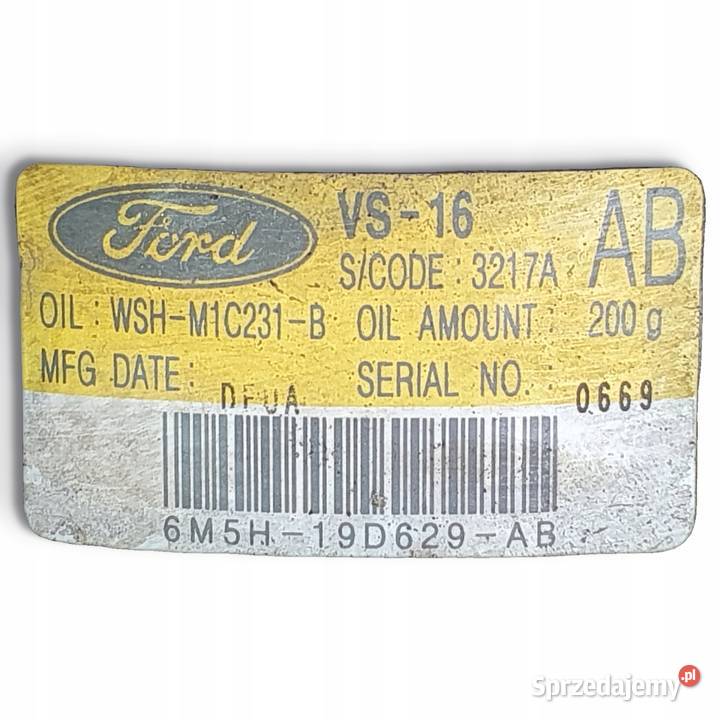 Ford VS-16 AB
S/CODE : 3217A
OIL : WSH-M1C231-B OIL AMOUNT : 200 g
MFG DATE: SERIAL NO. 0669
6M5H-19D629-AB
Sprzedajemy.pl